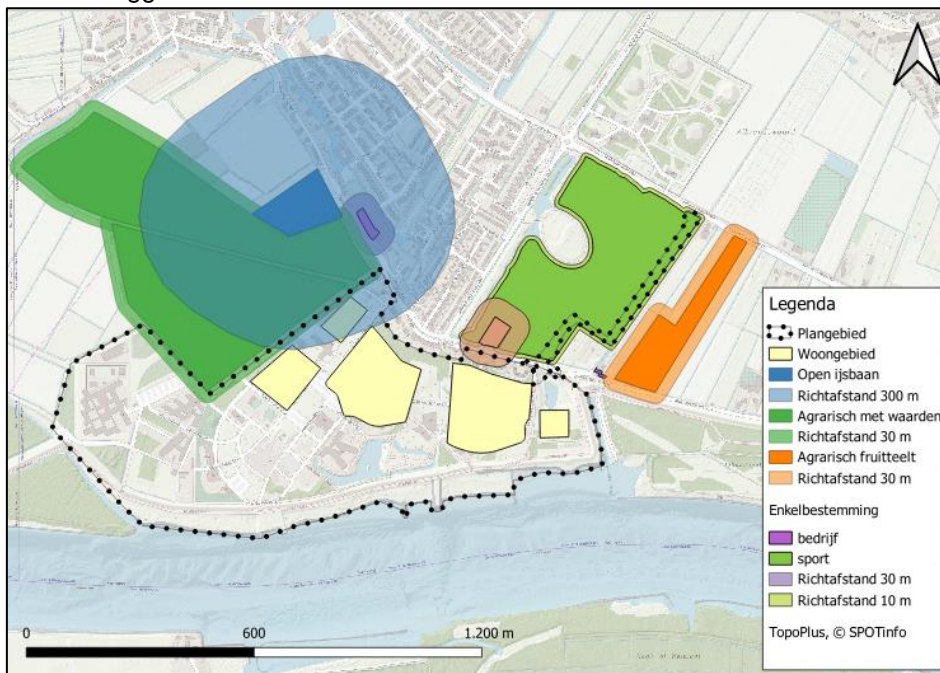 Legenda
Plangebied
Woongebied
Open ijsbaan
Richtafstand 300 m
Agrarisch met waarden
Richtafstand 30 m
Agrarisch fruitteelt
Richtafstand 30 m
Enkelbestemming
bedrijf
sport
Richtafstand 30 m
Richtafstand 10 m
TopoPlus, © SPOTinfo
0 600 1.200 m